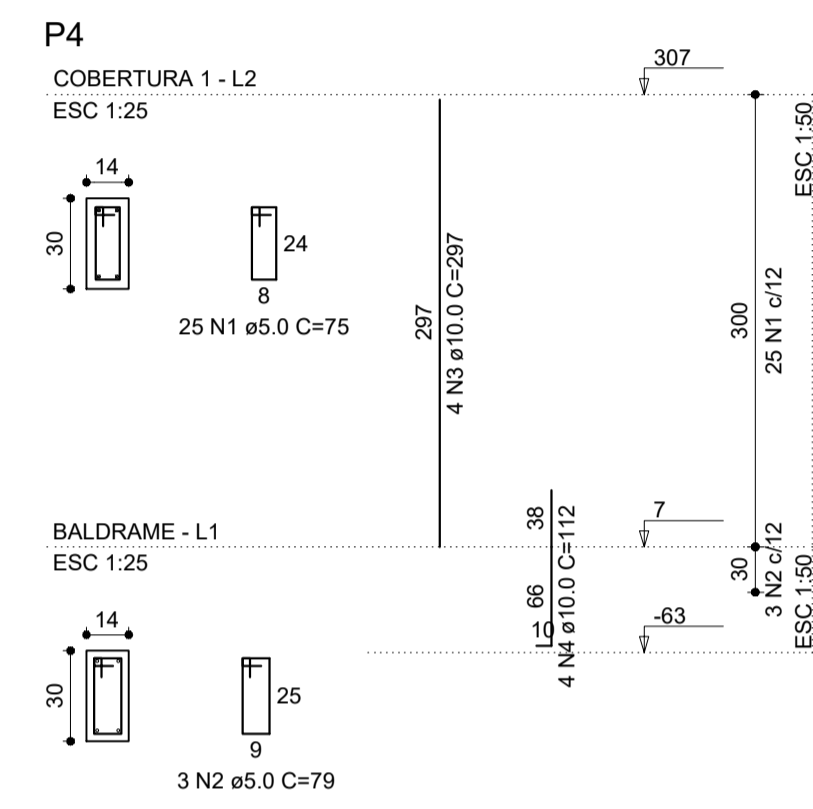 P4
COBERTURA 1 - L2
ESC 1:25
307
ESC 1:50
14
30
24
8
25 N1 ø5.0 C=75
297
4 N3 ø10.0 C=297
300
25 N1 c/12
BALDRAME - L1
ESC 1:25
38
66
10
4 N4 ø10.0 C=112
7
-63
30
3 N2 c/12
ESC 1:50
14
30
25
9
3 N2 ø5.0 C=79